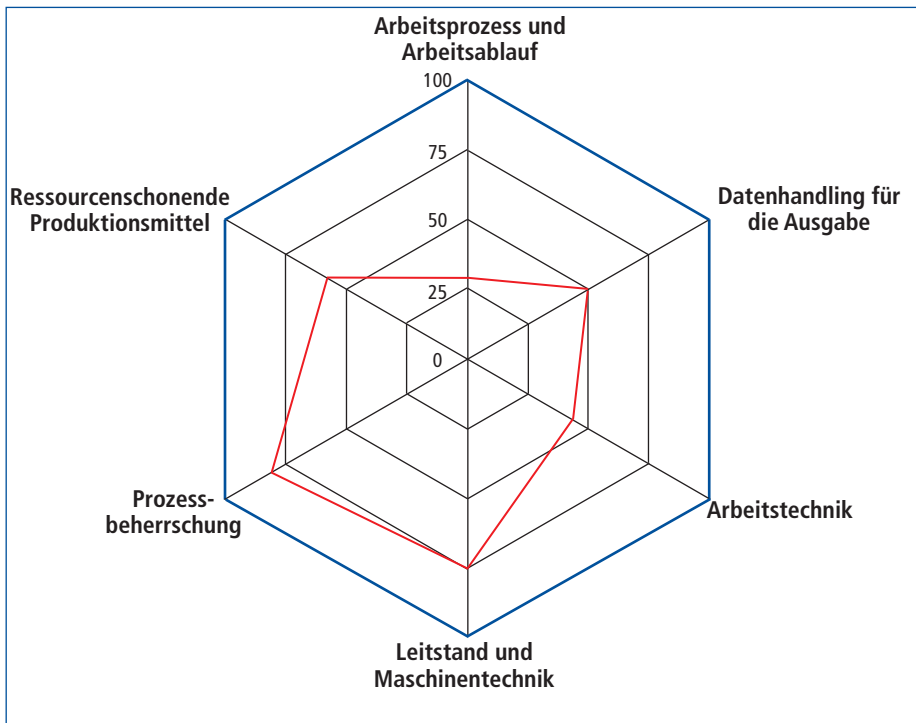 Arbeitsprozess und
Arbeitsablauf
100
75
50
25
0
Ressourcenschonende
Produktionsmittel
Datenhandling für
die Ausgabe
Prozess-
beherrschung
Arbeitstechnik
Leitstand und
Maschinentechnik